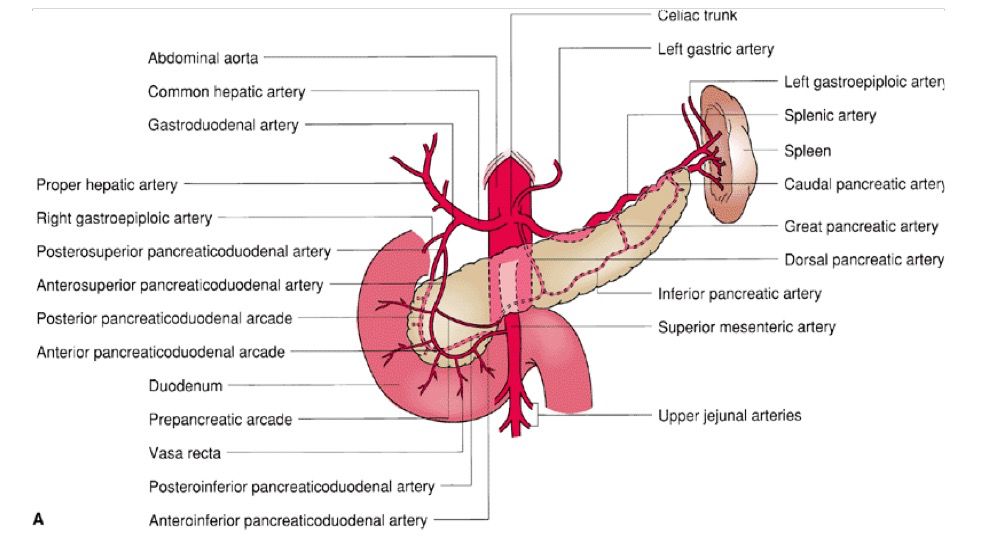 Celiac trunk
Left gastric artery
Abdominal aorta
Common hepatic artery
Gastroduodenal artery
Left gastroepiploic arter
Splenic artery
Spleen
Caudal pancreatic arter
Great pancreatic artery
Dorsal pancreatic artery
Inferior pancreatic artery
Superior mesenteric artery
Upper jejunal arteries
Proper hepatic artery
Right gastroepiploic artery
Posterosuperior pancreaticoduodenal artery
Anterosuperior pancreaticoduodenal artery
Posterior pancreaticoduodenal arcade
Anterior pancreaticoduodenal arcade
Duodenum
Prepancreatic arcade
Vasa recta
Posteroinferior pancreaticoduodenal artery
Anteroinferior pancreaticoduodenal artery
A